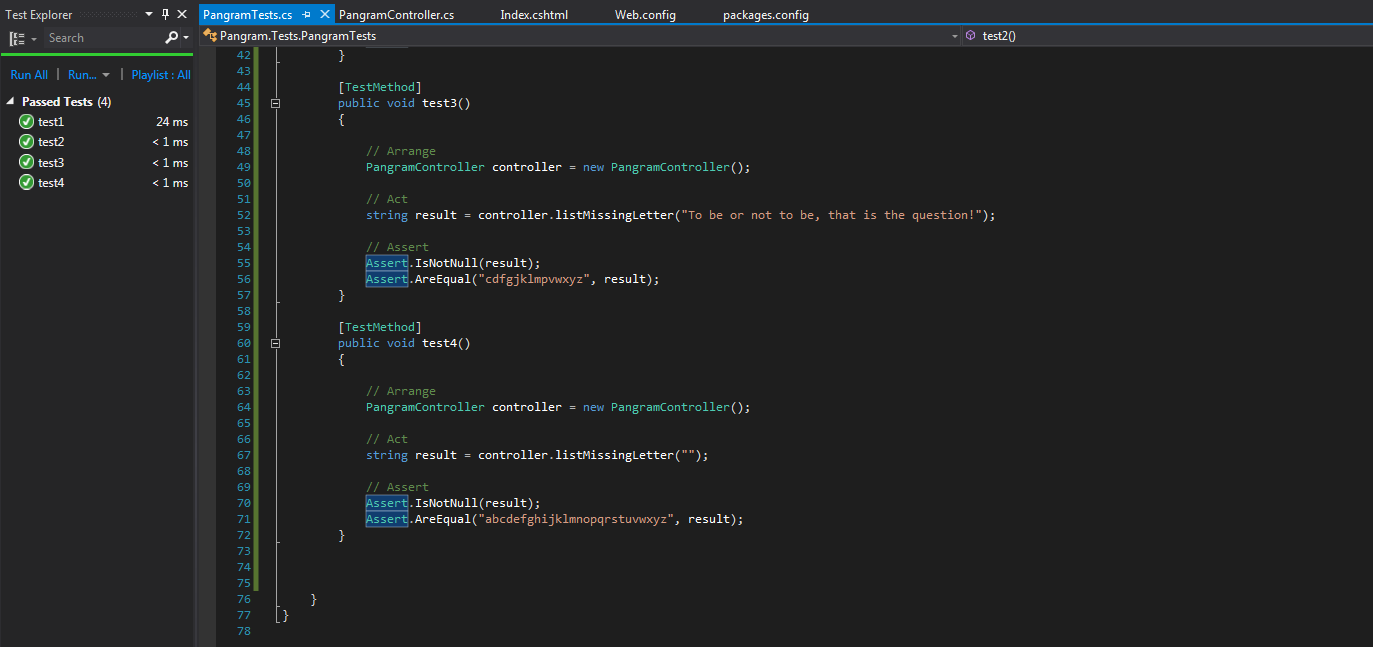 Test Explorer
Search
Run All | Run... | Playlist : All
Passed Tests (4)
test1 24 ms
test2 < 1 ms
test3 < 1 ms
test4 < 1 ms
PangramTests.cs PangramController.cs Index.cshtml Web.config packages.config
Pangram.Tests.PangramTests test2()
42 }
43
44 [TestMethod]
45 public void test3()
46 {
47
48 // Arrange
49 PangramController controller = new PangramController();
50
51 // Act
52 string result = controller.listMissingLetter("To be or not to be, that is the question!");
53
54 // Assert
55 Assert.IsNotNull(result);
56 Assert.AreEqual("cdfgjklmpvwxyz", result);
57 }
58
59 [TestMethod]
60 public void test4()
61 {
62
63 // Arrange
64 PangramController controller = new PangramController();
65
66 // Act
67 string result = controller.listMissingLetter("");
68
69 // Assert
70 Assert.IsNotNull(result);
71 Assert.AreEqual("abcdefghijklmnopqrstuvwxyz", result);
72 }
73
74
75
76 }
77 }
78